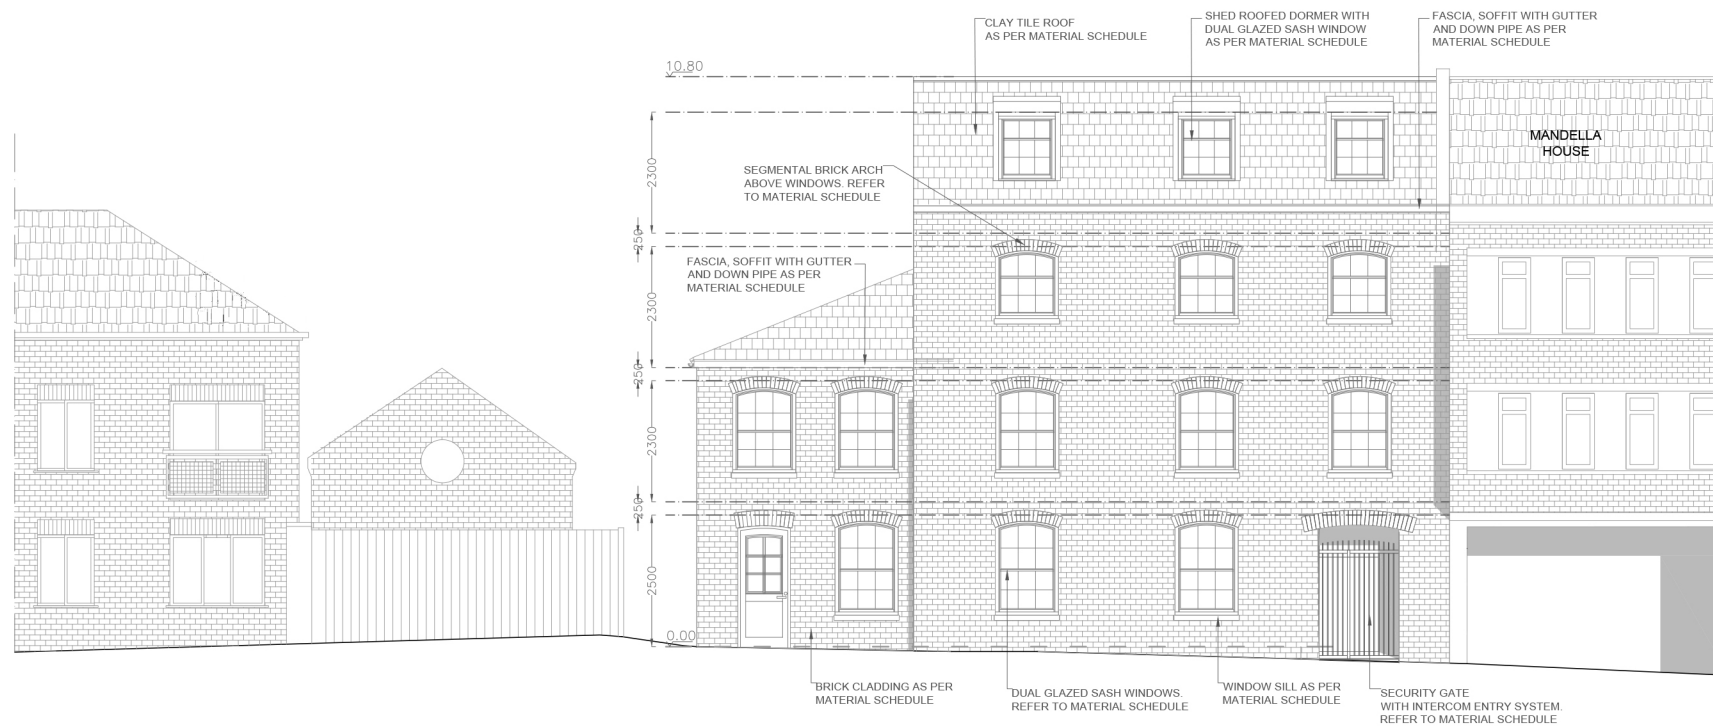 CLAY TILE ROOF
AS PER MATERIAL SCHEDULE
SHED ROOFED DORMER WITH
DUAL GLAZED SASH WINDOW
AS PER MATERIAL SCHEDULE
FASCIA, SOFFIT WITH GUTTER
AND DOWN PIPE AS PER
MATERIAL SCHEDULE
10.80
MANDELLA
HOUSE
2300
SEGMENTAL BRICK ARCH
ABOVE WINDOWS. REFER
TO MATERIAL SCHEDULE
250
FASCIA, SOFFIT WITH GUTTER
AND DOWN PIPE AS PER
MATERIAL SCHEDULE
2300
250
2300
250
2500
0.00
BRICK CLADDING AS PER
MATERIAL SCHEDULE
DUAL GLAZED SASH WINDOWS.
REFER TO MATERIAL SCHEDULE
WINDOW SILL AS PER
MATERIAL SCHEDULE
SECURITY GATE
WITH INTERCOM ENTRY SYSTEM.
REFER TO MATERIAL SCHEDULE